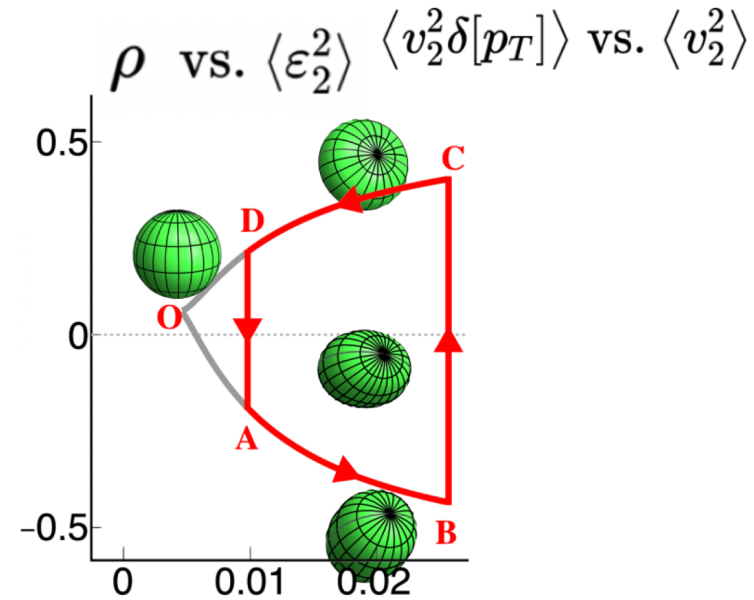 ρ vs. ⟨ε₂²⟩ ⟨v₂²δ[p_T]⟩ vs. ⟨v₂²⟩
0.5
C
D
O
0
A
B
−0.5
0 0.01 0.02